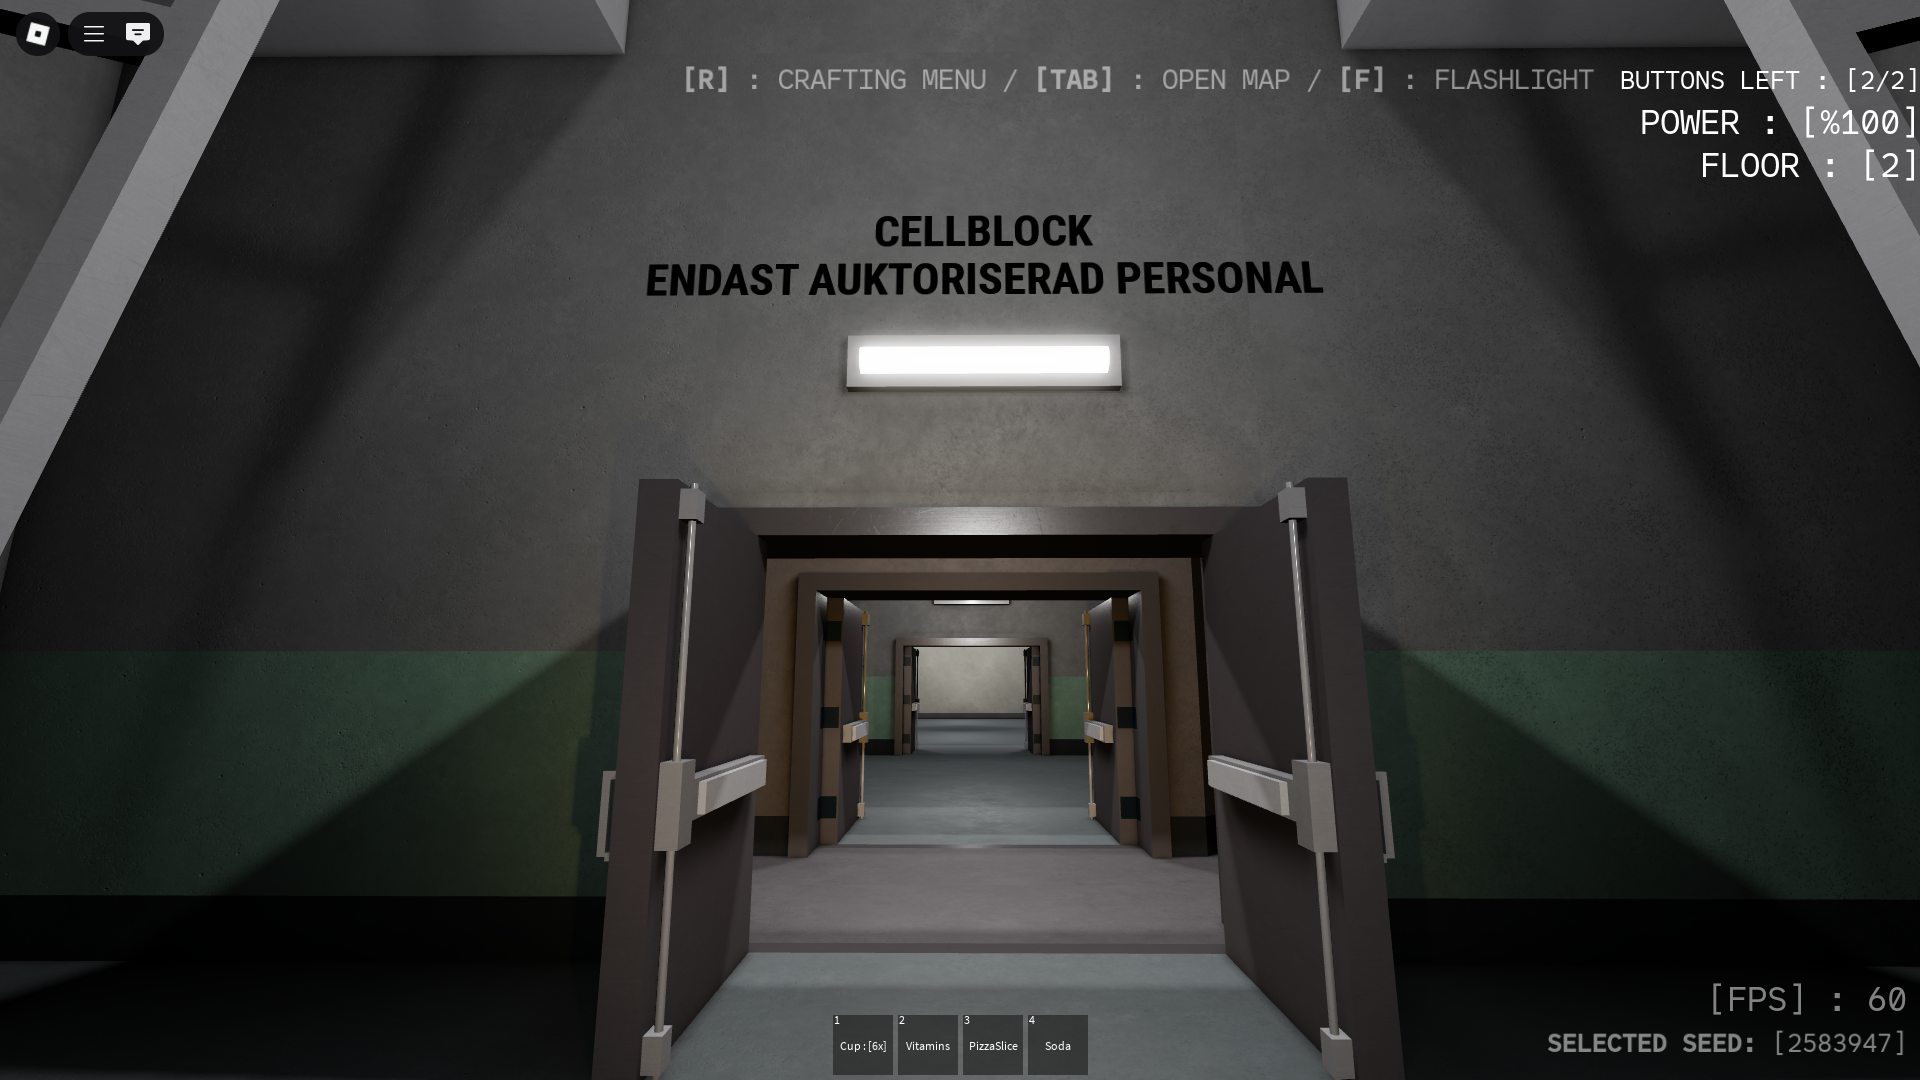 [R] : CRAFTING MENU / [TAB] : OPEN MAP / [F] : FLASHLIGHT
BUTTONS LEFT : [2/2]
POWER : [%100]
FLOOR : [2]
CELLBLOCK
ENDAST AUKTORISERAD PERSONAL
1
Cup : [6x]
2
Vitamins
3
PizzaSlice
4
Soda
[FPS] : 60
SELECTED SEED: [2583947]